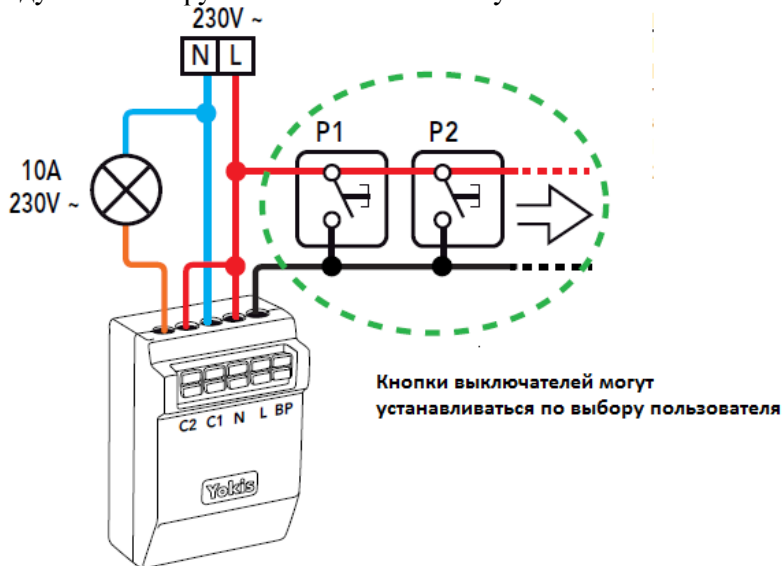 230V ~
N L
P1 P2
10A
230V ~
C2 C1 N L BP
Yokis
Кнопки выключателей могут
устанавливаться по выбору пользователя